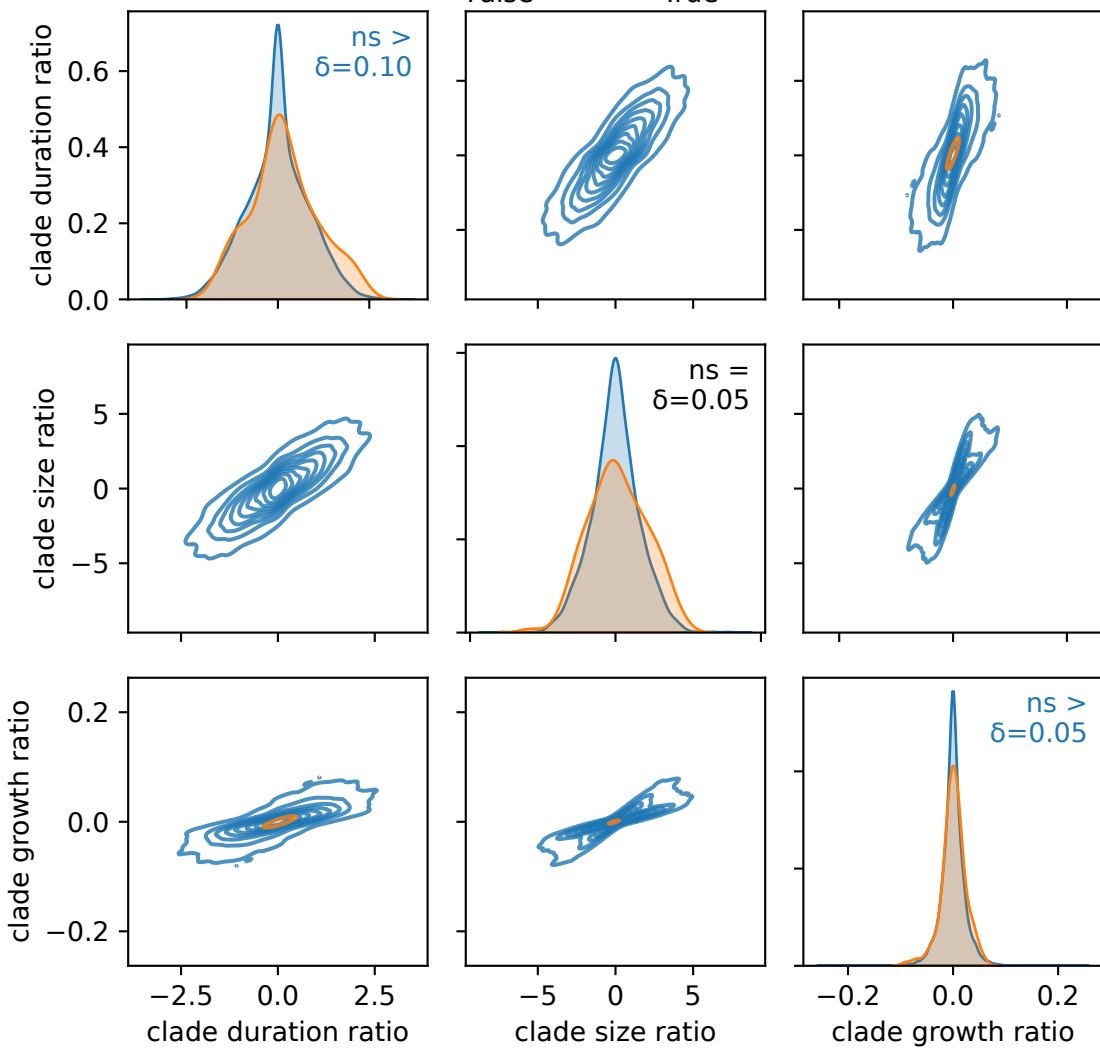 clade duration ratio
0.6
0.4
0.2
0.0
ns >
δ=0.10
clade size ratio
5
0
−5
ns =
δ=0.05
clade growth ratio
0.2
0.0
−0.2
ns >
δ=0.05
−2.5 0.0 2.5
−5 0 5
−0.2 0.0 0.2
clade duration ratio
clade size ratio
clade growth ratio